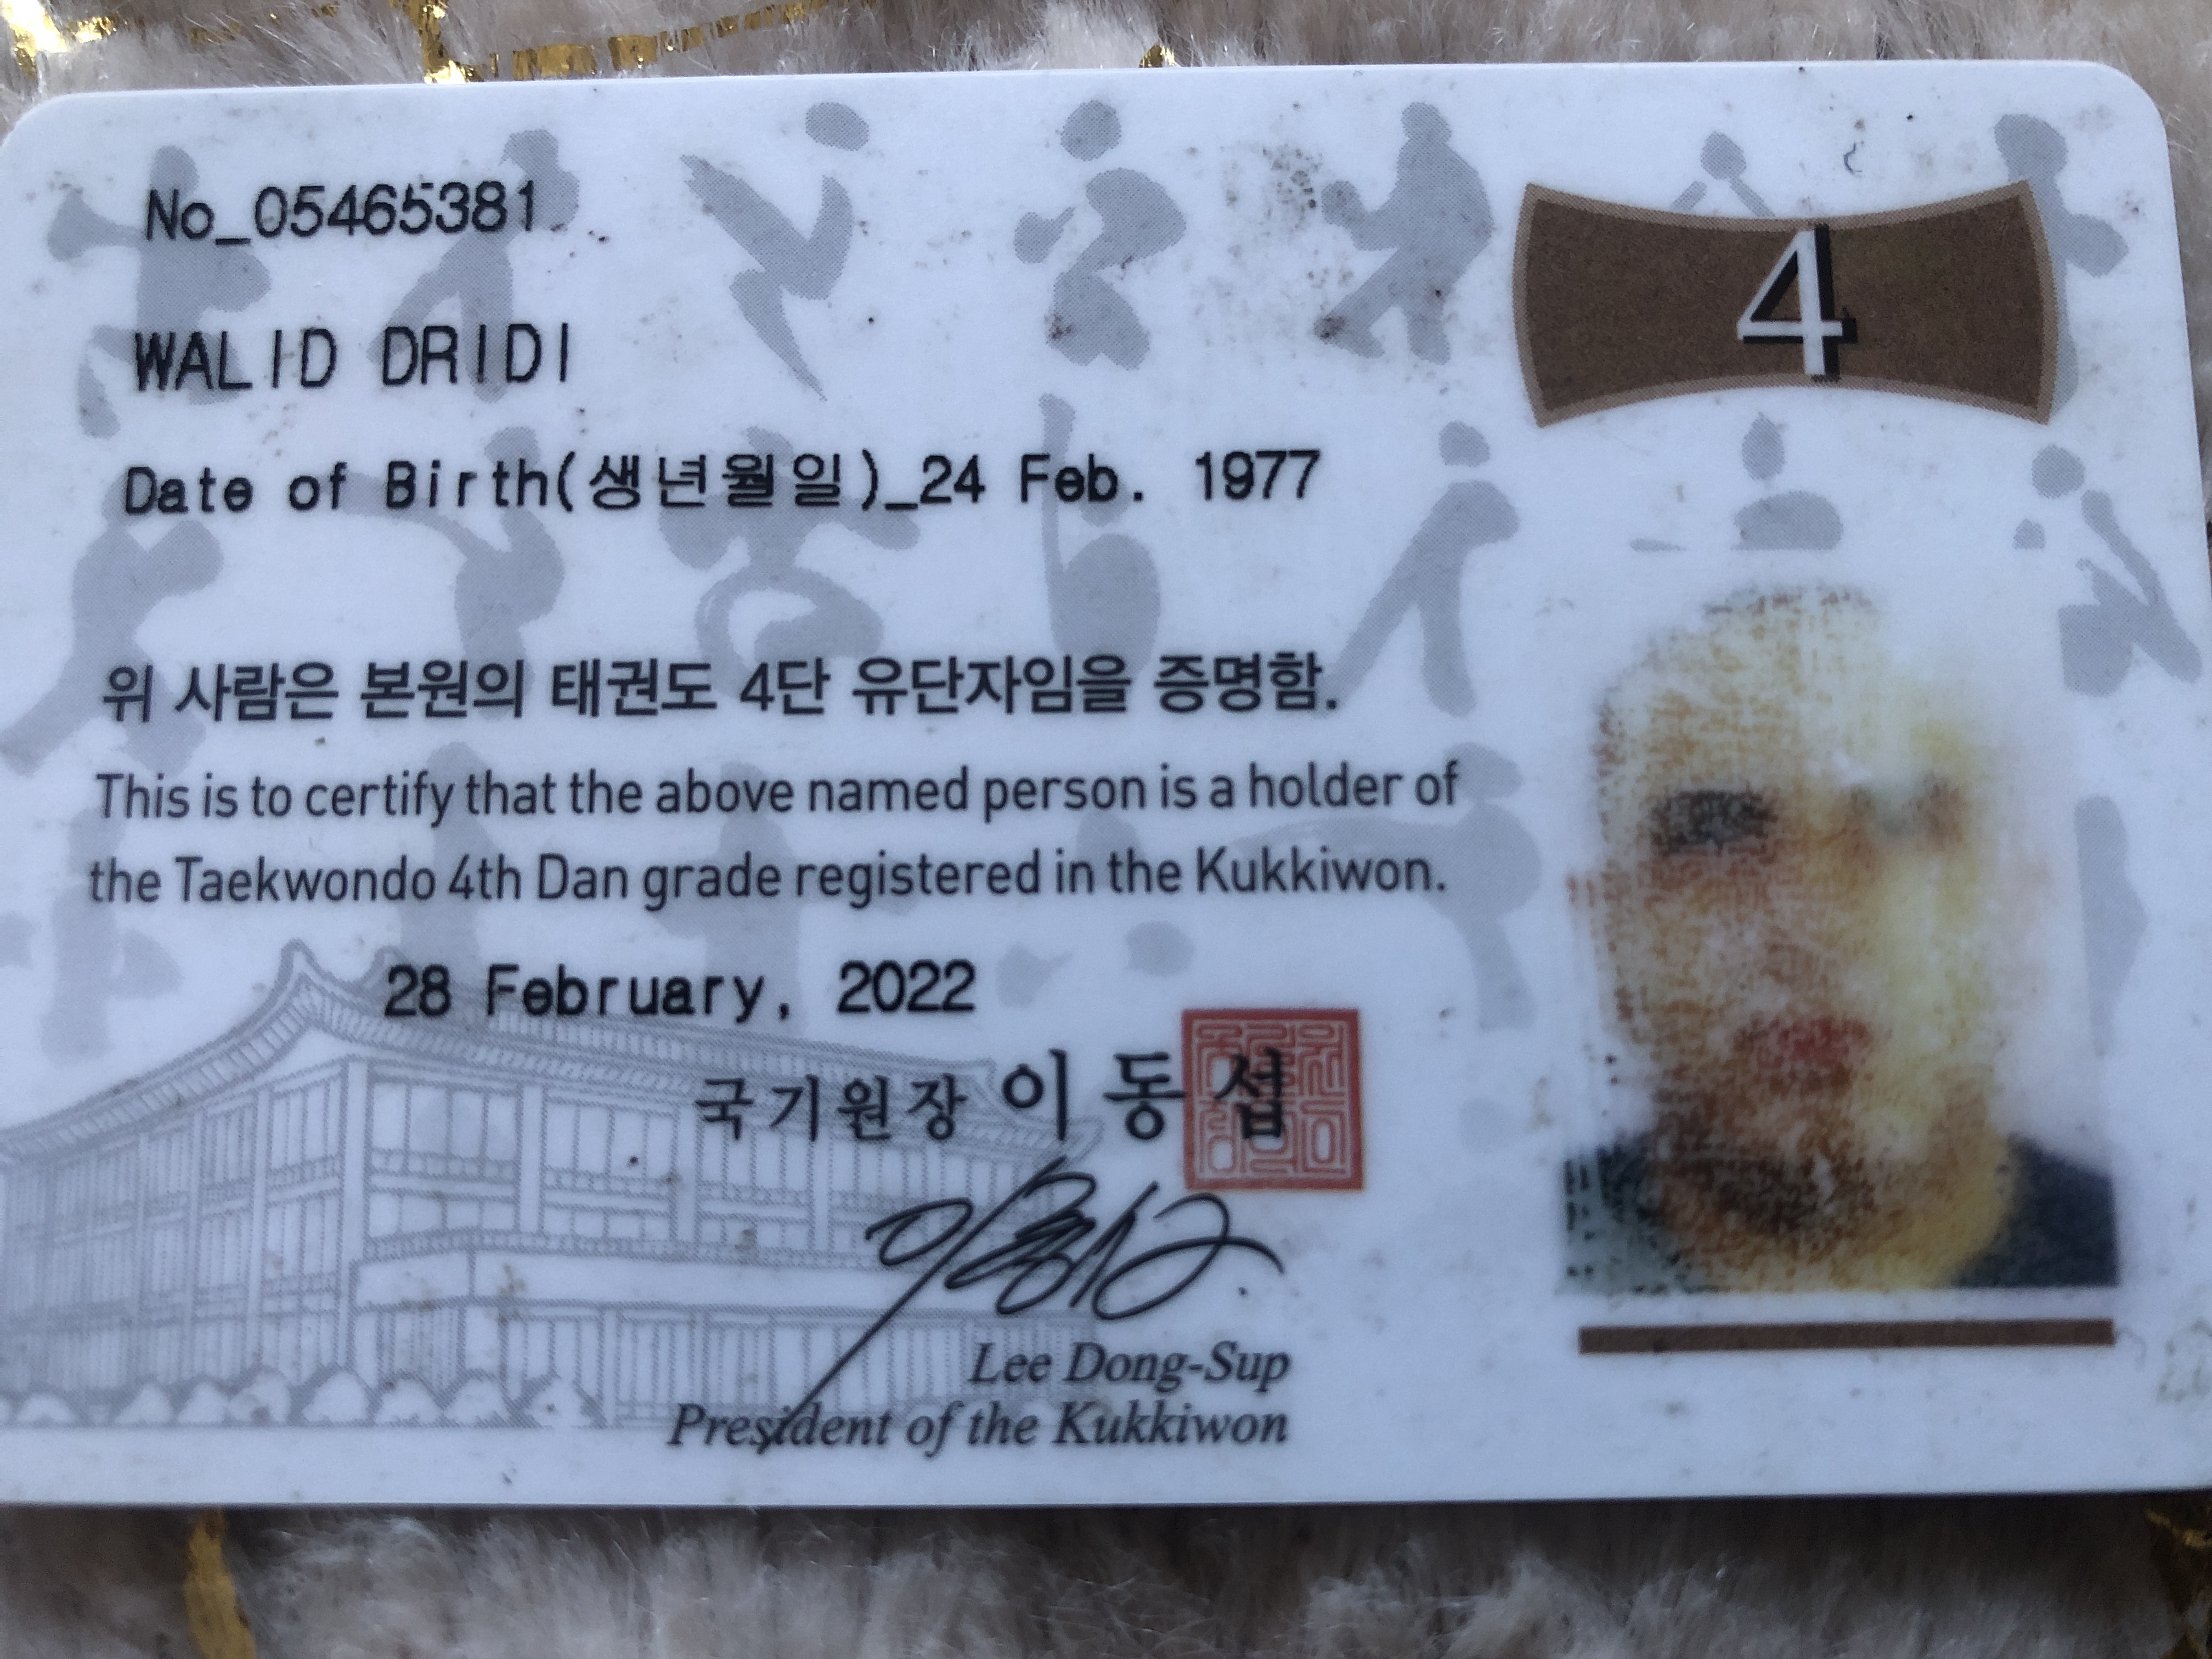 No_05465381
4
WALID DRIDI
Date of Birth(생년월일)_24 Feb. 1977
위 사람은 본원의 태권도 4단 유단자임을 증명함.
This is to certify that the above named person is a holder of
the Taekwondo 4th Dan grade registered in the Kukkiwon.
28 February, 2022
국기원장 이동섭
Lee Dong-Sup
President of the Kukkiwon